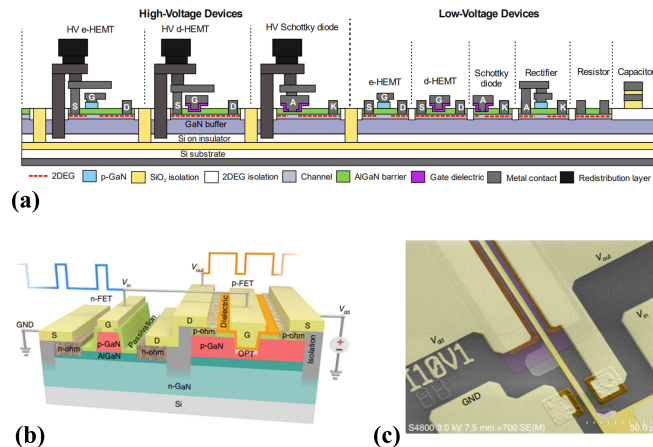 High-Voltage Devices
Low-Voltage Devices
HV e-HEMT
HV d-HEMT
HV Schottky diode
e-HEMT
d-HEMT
Schottky diode
Rectifier
Resistor
Capacitor
S G D
S G D
A K
S G D
S G D
A K
A K
GaN buffer
Si on insulator
Si substrate
2DEG
p-GaN
SiO2 isolation
2DEG isolation
Channel
AlGaN barrier
Gate dielectric
Metal contact
Redistribution layer
(a)
Vin
Vout
n-FET
p-FET
Vdd
GND
S
G
Passivation
D
D
Dielectric
G
S
n-ohm
p-GaN
n-ohm
p-ohm
p-ohm
AlGaN
p-GaN
OPT
Isolation
n-GaN
Si
(b)
Vout
Vin
Vdd
I10V1
GND
S4800 3.0 kV 7.5 mm ×700 SE(M)
50.0 µ
(c)